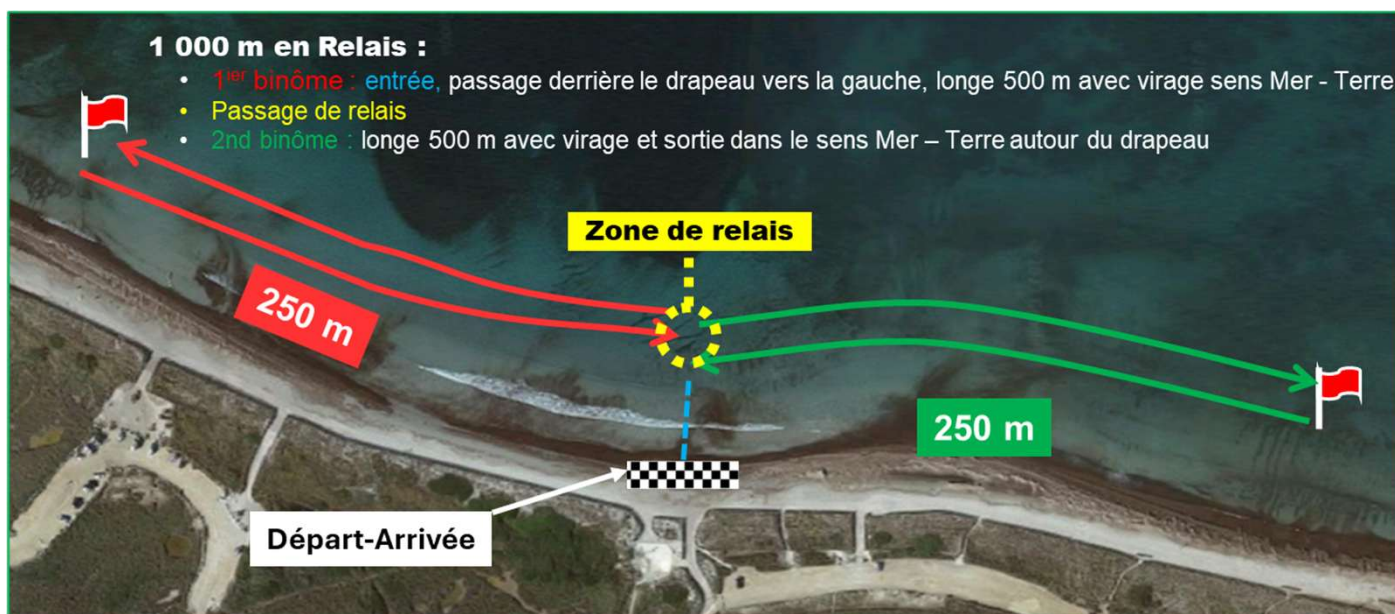 1 000 m en Relais :
• 1ier binôme : entrée, passage derrière le drapeau vers la gauche, longe 500 m avec virage sens Mer - Terre
• Passage de relais
• 2nd binôme : longe 500 m avec virage et sortie dans le sens Mer – Terre autour du drapeau
Zone de relais
250 m
250 m
Départ-Arrivée